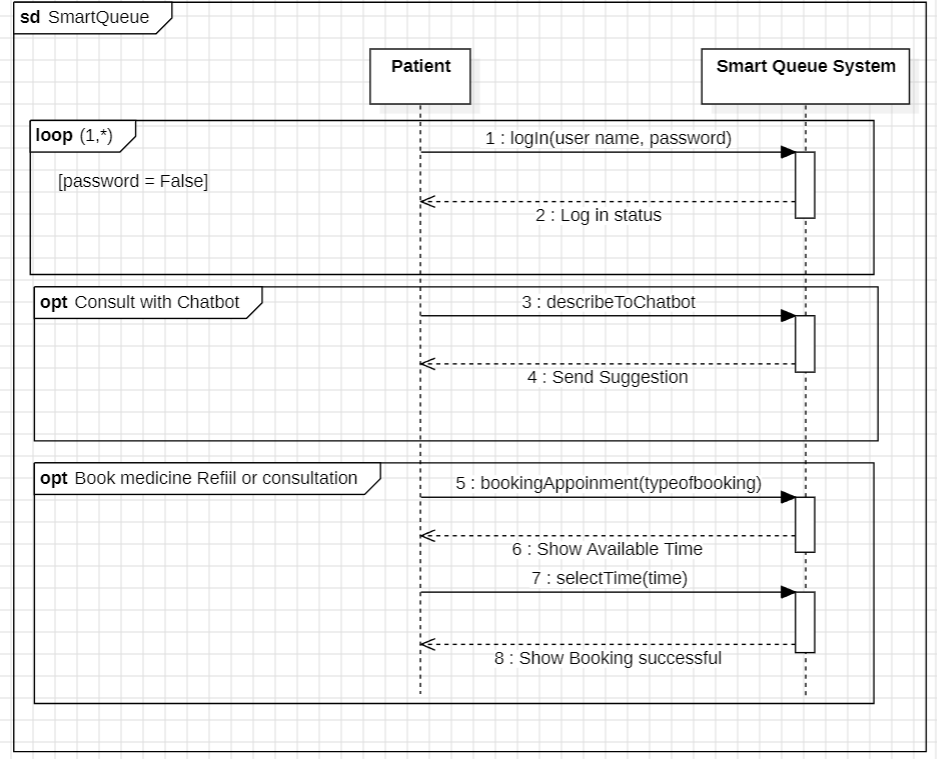 sd SmartQueue
Patient
Smart Queue System
loop (1,*)
1 : logIn(user name, password)
[password = False]
2 : Log in status
opt Consult with Chatbot
3 : describeToChatbot
4 : Send Suggestion
opt Book medicine Refiil or consultation
5 : bookingAppoinment(typeofbooking)
6 : Show Available Time
7 : selectTime(time)
8 : Show Booking successful